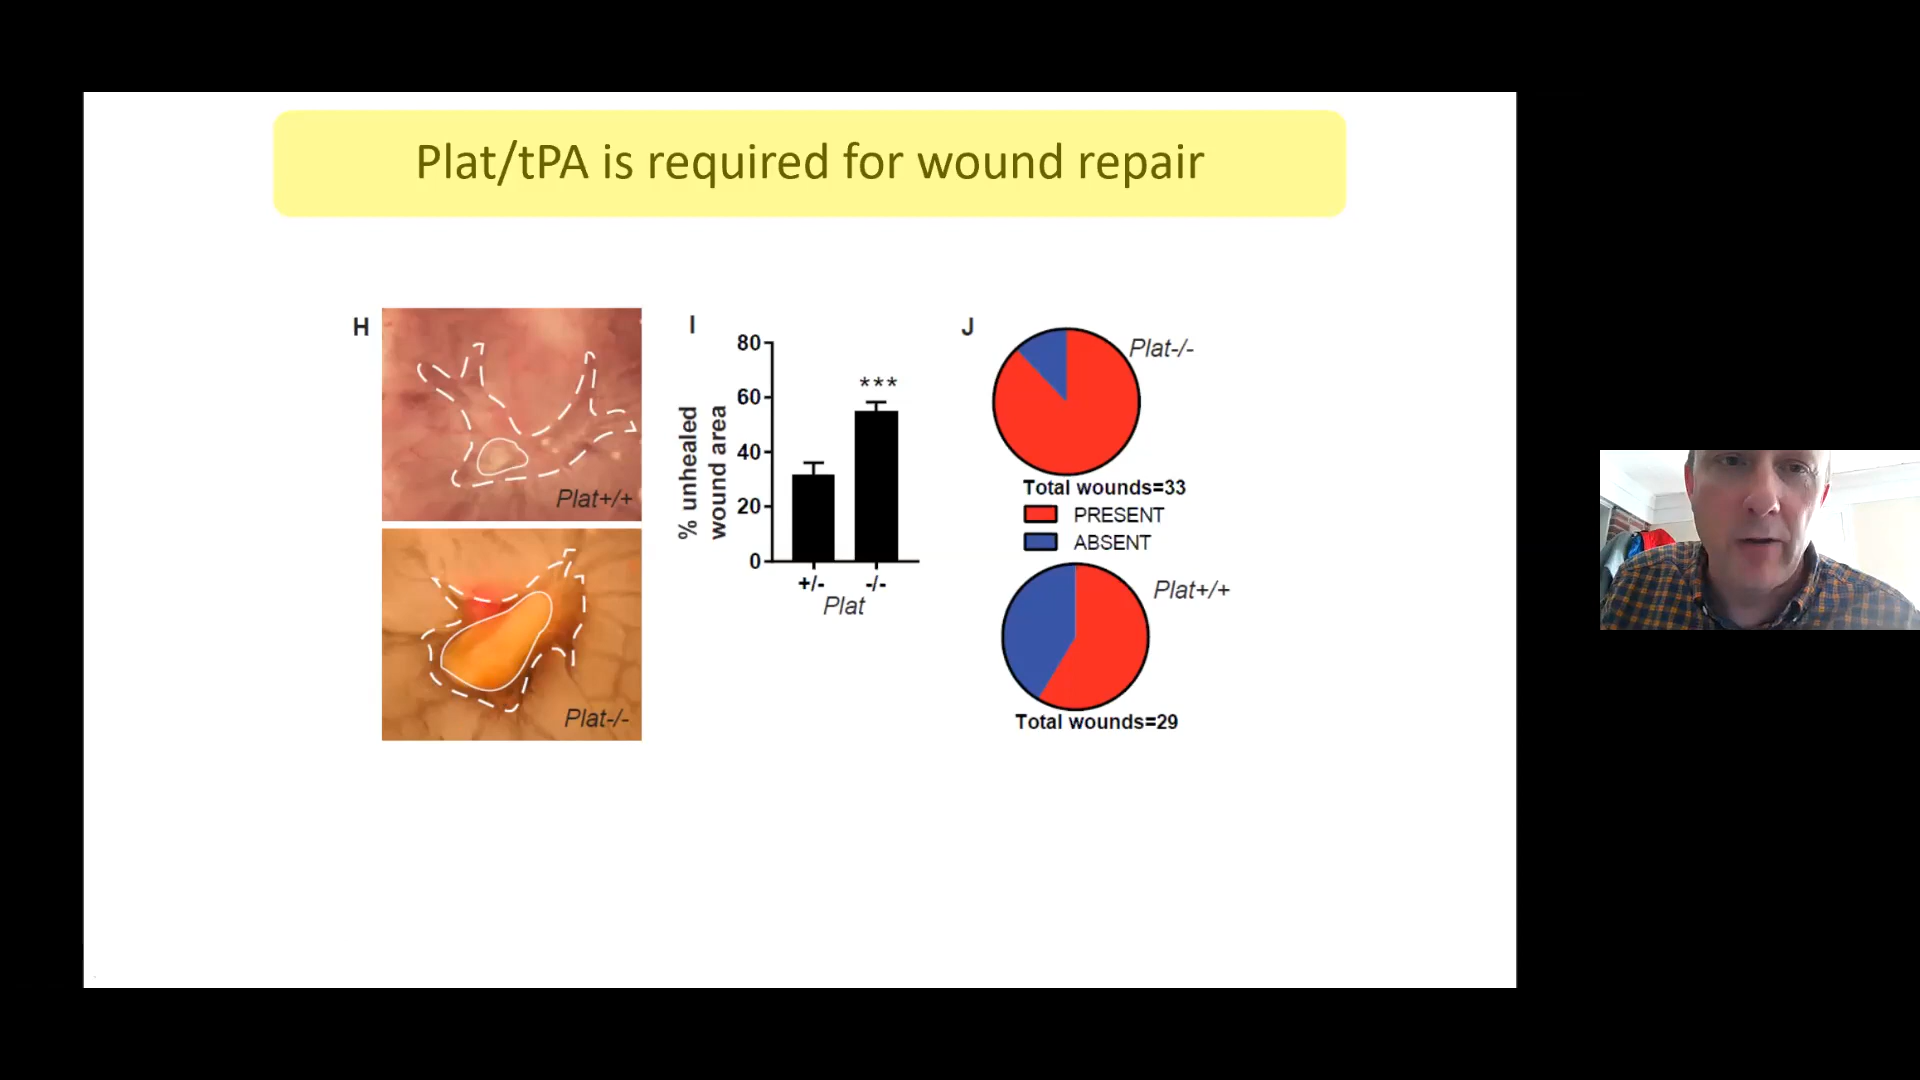 Plat/tPA is required for wound repair
H
Plat+/+
Plat-/-
I
% unhealed
wound area
80
60
40
20
0
***
+/-
-/-
Plat
J
Plat-/-
Total wounds=33
PRESENT
ABSENT
Plat+/+
Total wounds=29